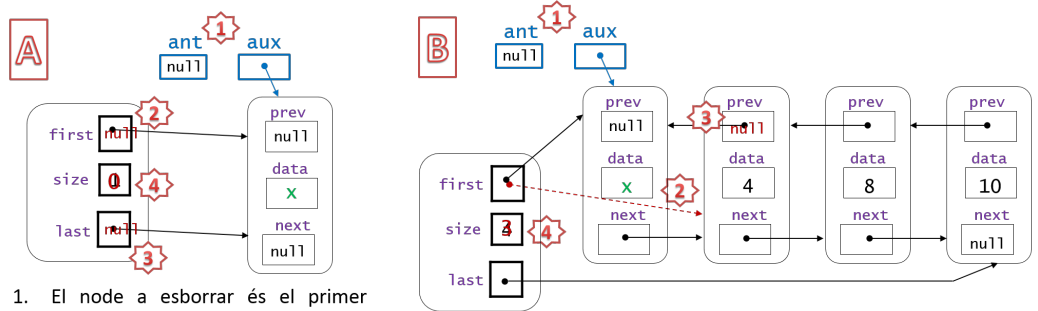 A
1
ant aux
null
2
prev
first null null
data
size 0 4
x
last null next
null
3
1. El node a esborrar és el primer
B
1
ant aux
null
prev prev prev prev
null 3 null
data data data data
first x 2 4 8 10
next next next next
size 3 4
null
last